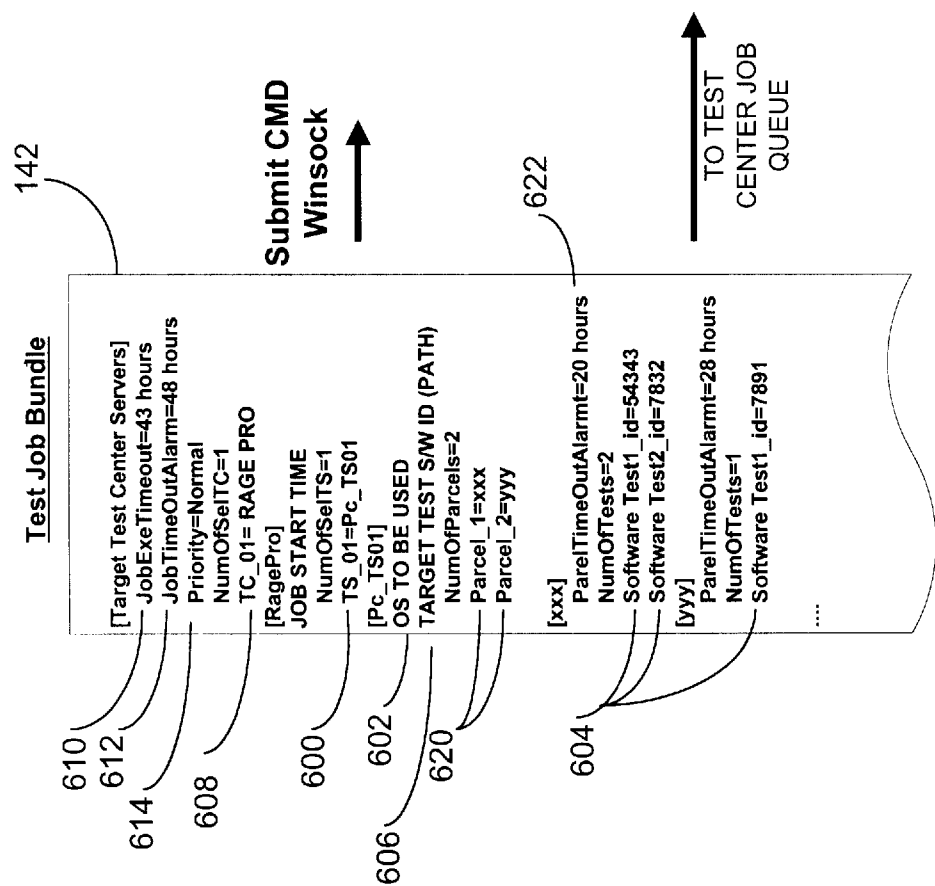 Test Job Bundle
142
[Target Test Center Servers]
610
JobExeTimeout=43 hours
612
JobTimeOutAlarm=48 hours
614
Priority=Normal
NumOfSelTC=1
608
TC_01= RAGE PRO
[RagePro]
JOB START TIME
NumOfSelTS=1
600
TS_01=Pc_TS01
[Pc_TS01]
602
OS TO BE USED
606
TARGET TEST S/W ID (PATH)
NumOfParcels=2
620
Parcel_1=xxx
Parcel_2=yyy
622
[xxx]
ParelTimeOutAlarmt=20 hours
NumOfTests=2
604
Software Test1_id=54343
Software Test2_id=7832
[yyy]
ParelTimeOutAlarmt=28 hours
NumOfTests=1
Software Test1_id=7891
....
Submit CMD
Winsock
TO TEST
CENTER JOB
QUEUE